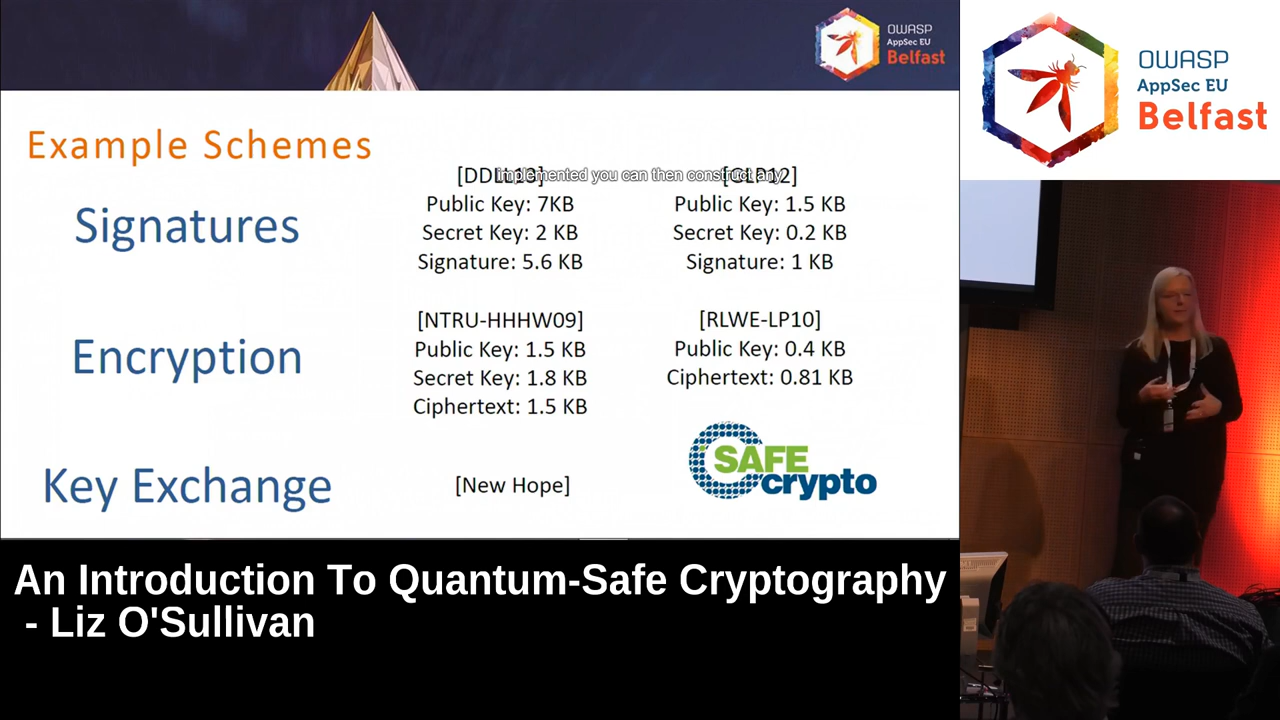 OWASP
AppSec EU
Belfast
OWASP
AppSec EU
Belfast
Example Schemes
implemented you can then construct any
[DDLL13]
[GLP12]
Signatures
Public Key: 7KB
Secret Key: 2 KB
Signature: 5.6 KB
Public Key: 1.5 KB
Secret Key: 0.2 KB
Signature: 1 KB
Encryption
[NTRU-HHHW09]
Public Key: 1.5 KB
Secret Key: 1.8 KB
Ciphertext: 1.5 KB
[RLWE-LP10]
Public Key: 0.4 KB
Ciphertext: 0.81 KB
Key Exchange
[New Hope]
SAFE
crypto
An Introduction To Quantum-Safe Cryptography
- Liz O'Sullivan